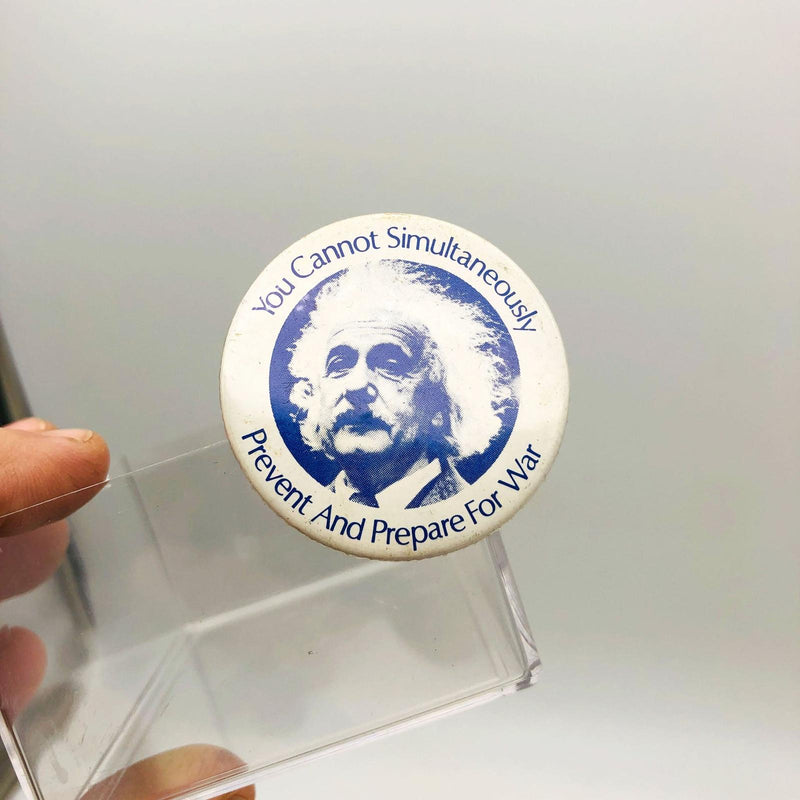 You Cannot Simultaneously
Prevent And Prepare For War